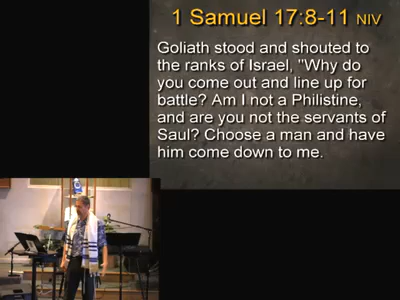 1 Samuel 17:8-11 NIV
Goliath stood and shouted to
the ranks of Israel, "Why do
you come out and line up for
battle? Am I not a Philistine,
and are you not the servants of
Saul? Choose a man and have
him come down to me.